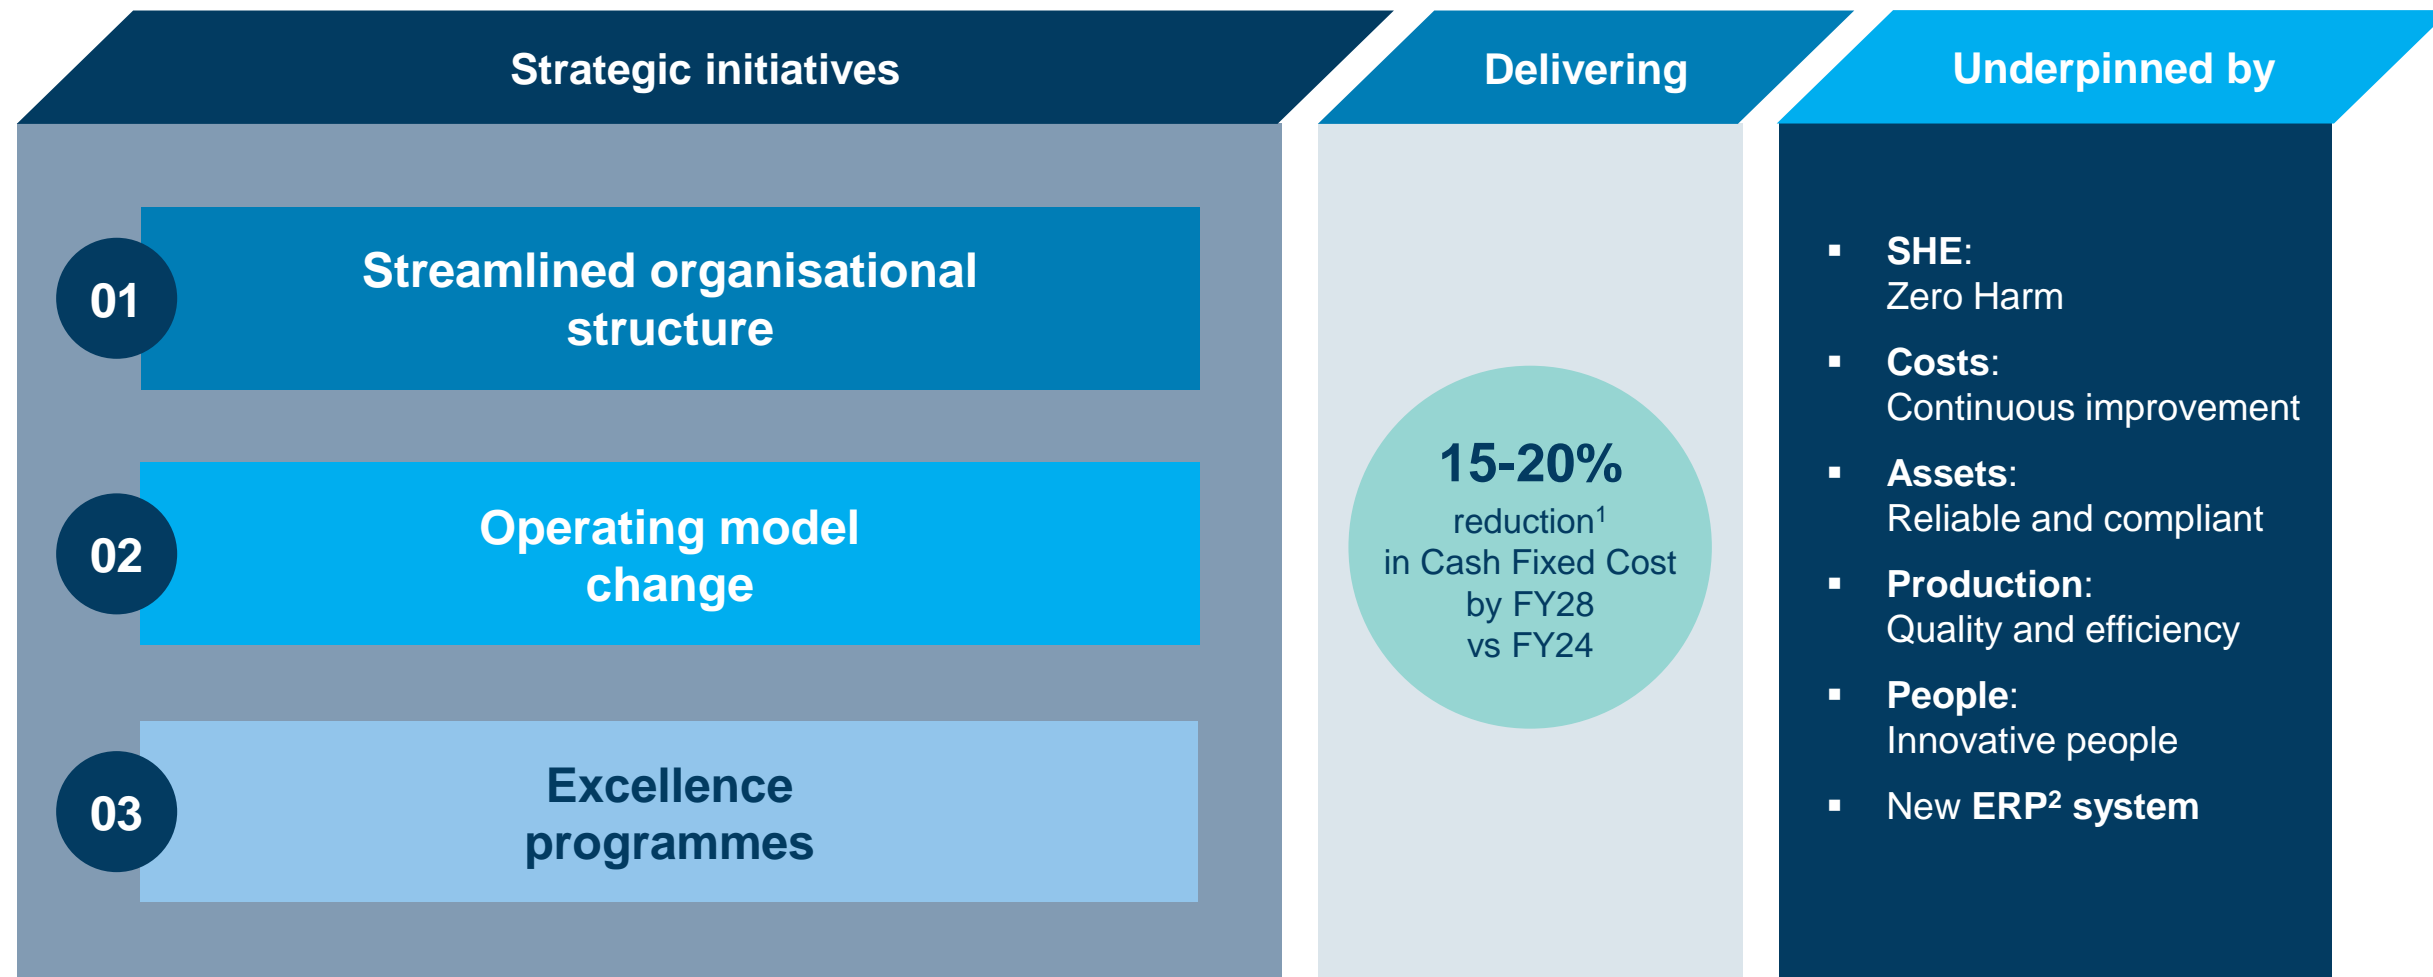 Strategic initiatives
01
Streamlined organisational
structure
02
Operating model
change
03
Excellence
programmes
Delivering
15-20%
reduction¹
in Cash Fixed Cost
by FY28
vs FY24
Underpinned by
▪ SHE:
Zero Harm
▪ Costs:
Continuous improvement
▪ Assets:
Reliable and compliant
▪ Production:
Quality and efficiency
▪ People:
Innovative people
▪ New ERP² system